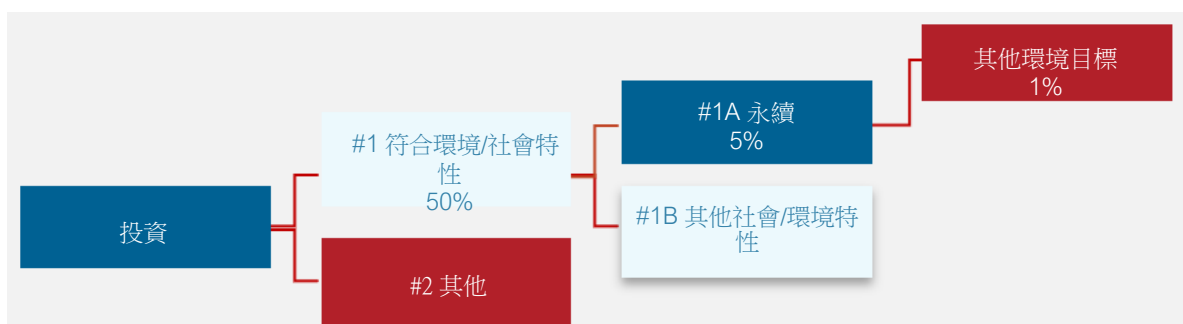 投資
#1 符合環境/社會特
性
50%
#2 其他
#1A 永續
5%
#1B 其他社會/環境特
性
其他環境目標
1%